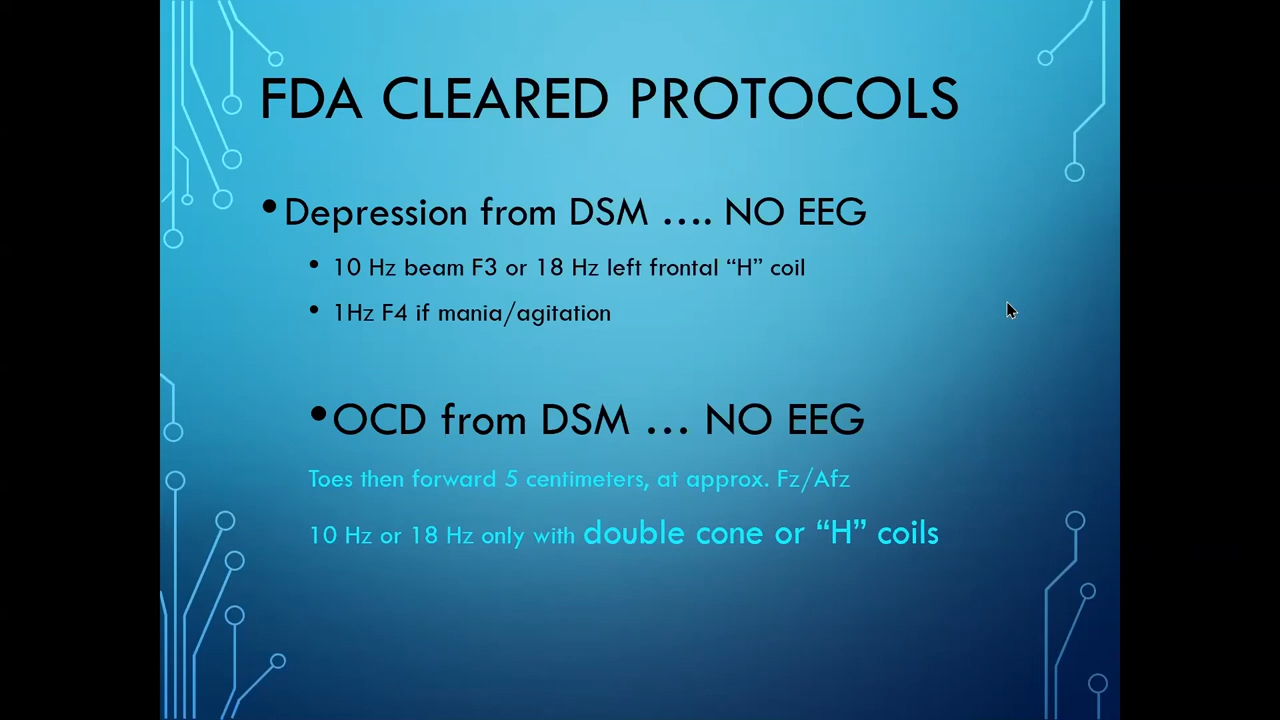 FDA CLEARED PROTOCOLS
•Depression from DSM …. NO EEG
• 10 Hz beam F3 or 18 Hz left frontal “H” coil
• 1Hz F4 if mania/agitation
•OCD from DSM … NO EEG
Toes then forward 5 centimeters, at approx. Fz/Afz
10 Hz or 18 Hz only with double cone or “H” coils